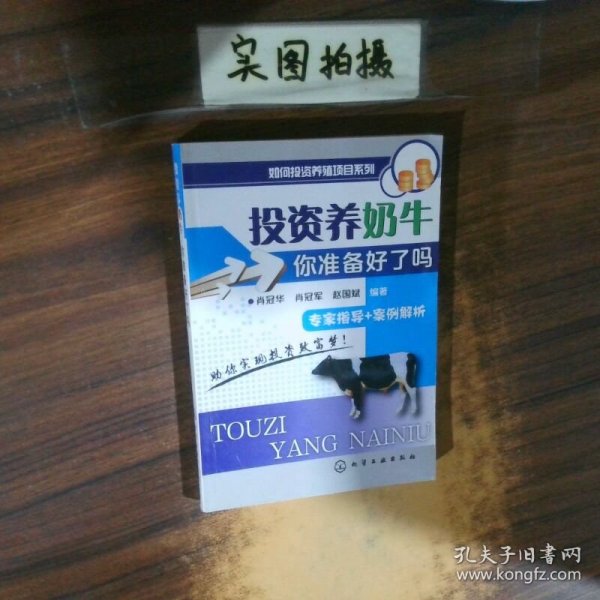 实图拍摄
如何投资养殖项目系列
投资养奶牛
你准备好了吗
肖冠华 肖冠军 赵国斌 编著
专家指导+案例解析
助你实现投资致富梦！
TOUZI
YANG NAINIU
化学工业出版社
孔夫子旧书网
www.kongfz.com